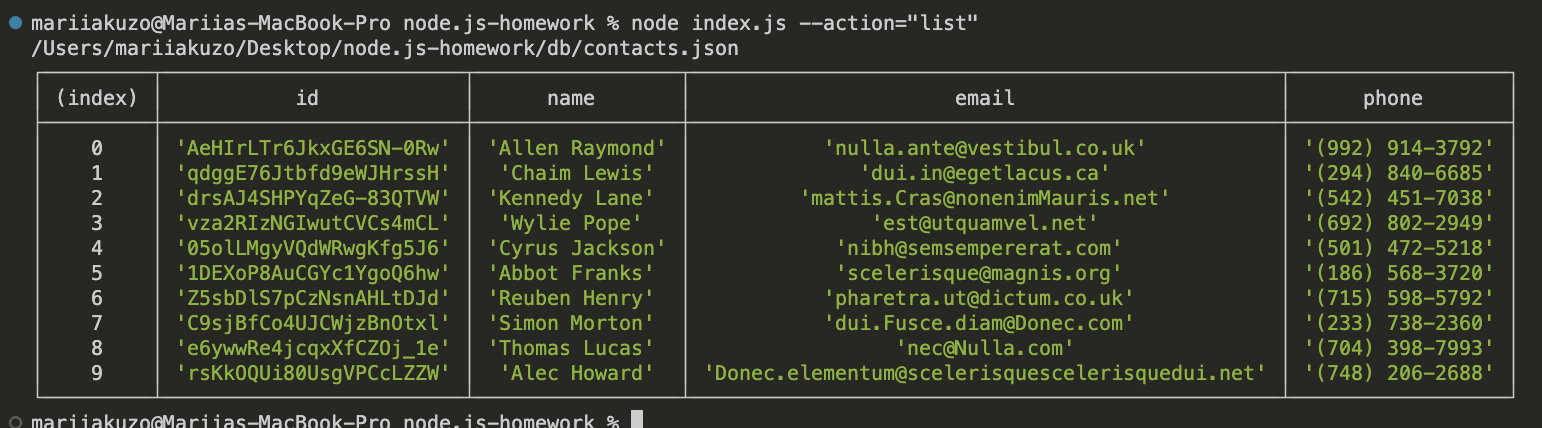 mariiakuzo@Mariias-MacBook-Pro node.js-homework % node index.js --action="list"
/Users/mariiakuzo/Desktop/node.js-homework/db/contacts.json
(index) id name email phone
0 'AeHIrLTr6JkxGE6SN-0Rw' 'Allen Raymond' 'nulla.ante@vestibul.co.uk' '(992) 914-3792'
1 'qdggE76Jtbfd9eWJHrssH' 'Chaim Lewis' 'dui.in@egetlacus.ca' '(294) 840-6685'
2 'drsAJ4SHPYqZeG-83QTVW' 'Kennedy Lane' 'mattis.Cras@nonenimMauris.net' '(542) 451-7038'
3 'vza2RIzNGIwutCVCs4mCL' 'Wylie Pope' 'est@utquamvel.net' '(692) 802-2949'
4 '05olLMgyVQdWRwgKfg5J6' 'Cyrus Jackson' 'nibh@semsempererat.com' '(501) 472-5218'
5 '1DEXoP8AuCGYc1YgoQ6hw' 'Abbot Franks' 'scelerisque@magnis.org' '(186) 568-3720'
6 'Z5sbDlS7pCzNsnAHLtDJd' 'Reuben Henry' 'pharetra.ut@dictum.co.uk' '(715) 598-5792'
7 'C9sjBfCo4UJCWjzBnOtxl' 'Simon Morton' 'dui.Fusce.diam@Donec.com' '(233) 738-2360'
8 'e6ywwRe4jcqxXfCZOj_1e' 'Thomas Lucas' 'nec@Nulla.com' '(704) 398-7993'
9 'rsKkOQUi80UsgVPCcLZZW' 'Alec Howard' 'Donec.elementum@scelerisquescelerisquedui.net' '(748) 206-2688'
mariiakuzo@Mariias-MacBook-Pro node.js-homework %